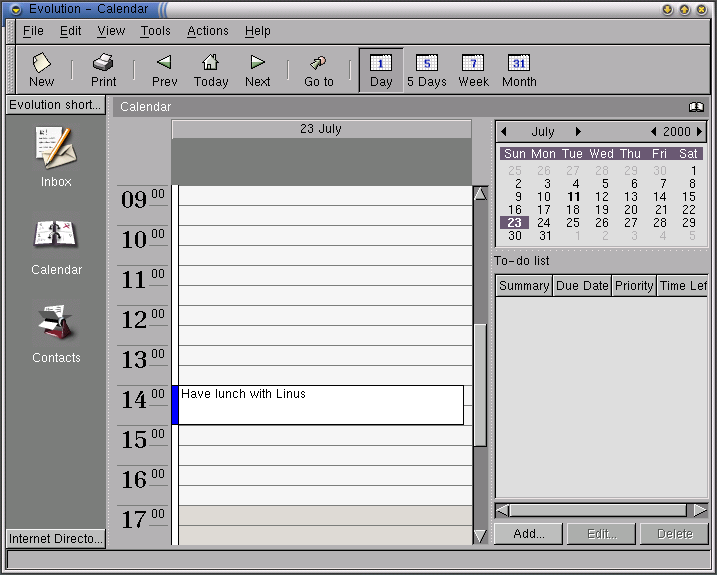 Evolution - Calendar
File Edit View Tools Actions Help
New Print Prev Today Next Go to 1 Day 5 5 Days 7 Week 31 Month
Evolution short...
Calendar
Inbox
Calendar
Contacts
Internet Directo...
23 July
09 00
10 00
11 00
12 00
13 00
14 00 Have lunch with Linus
15 00
16 00
17 00
July 2000
Sun Mon Tue Wed Thu Fri Sat
25 26 27 28 29 30 1
2 3 4 5 6 7 8
9 10 11 12 13 14 15
16 17 18 19 20 21 22
23 24 25 26 27 28 29
30 31 1 2 3 4 5
To-do list
Summary Due Date Priority Time Lef
Add... Edit... Delete